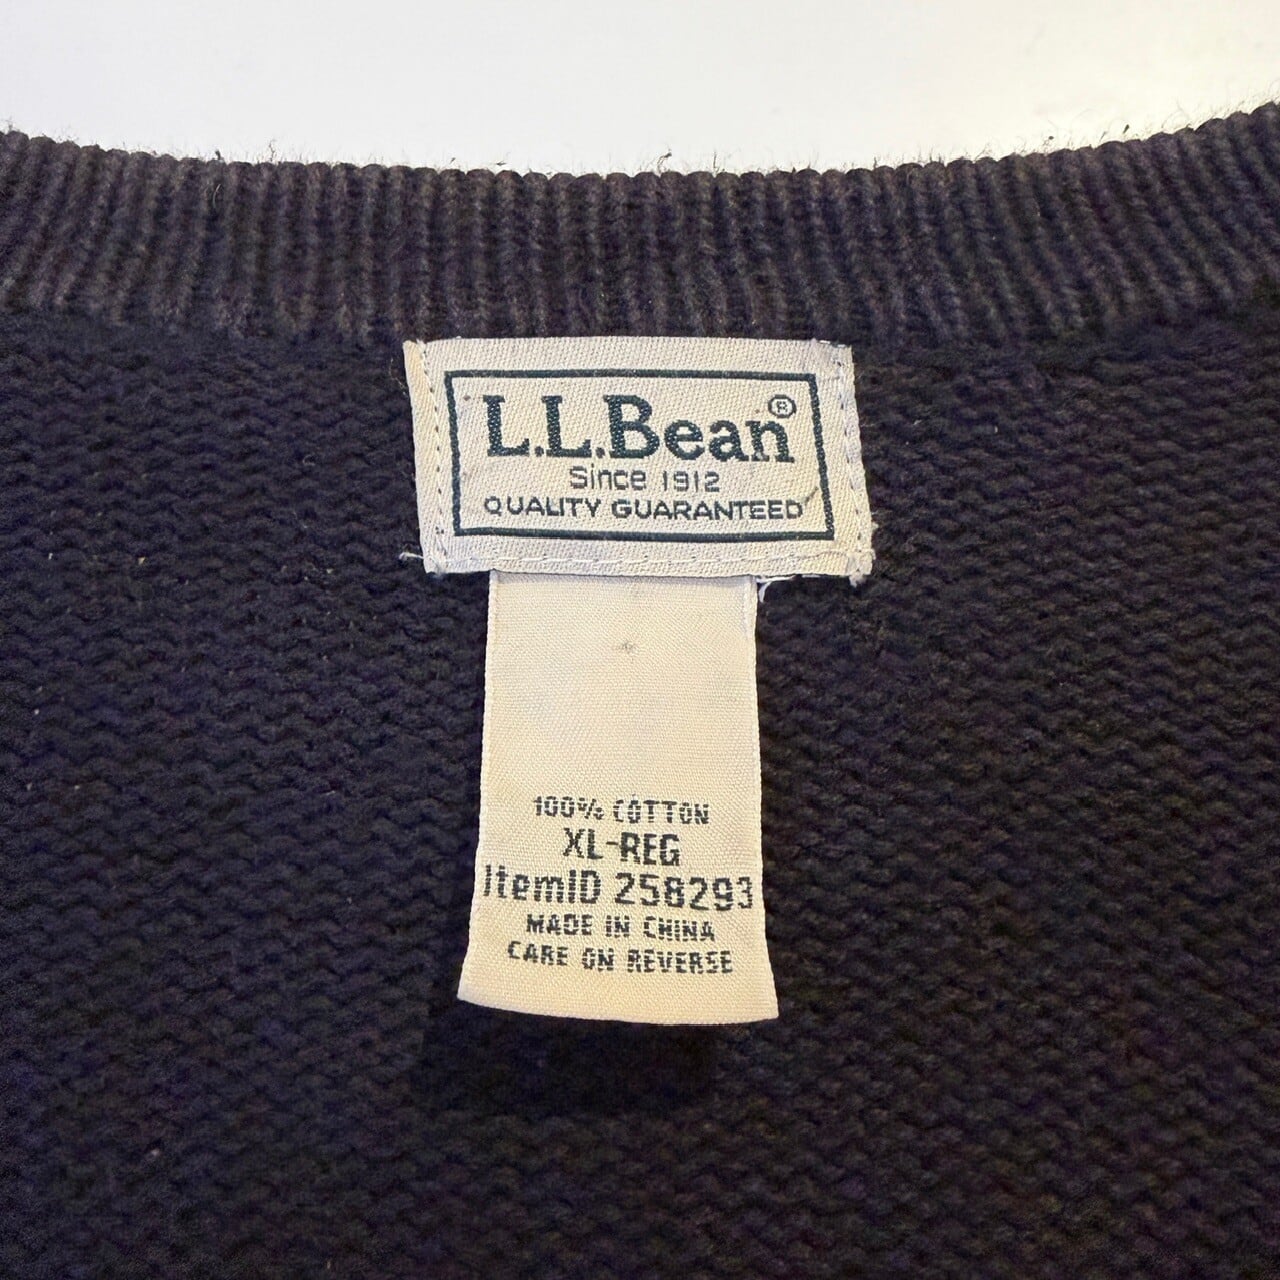 L.L.Bean®
Since 1912
QUALITY GUARANTEED
100% COTTON
XL-REG
ItemID 258293
MADE IN CHINA
CARE ON REVERSE